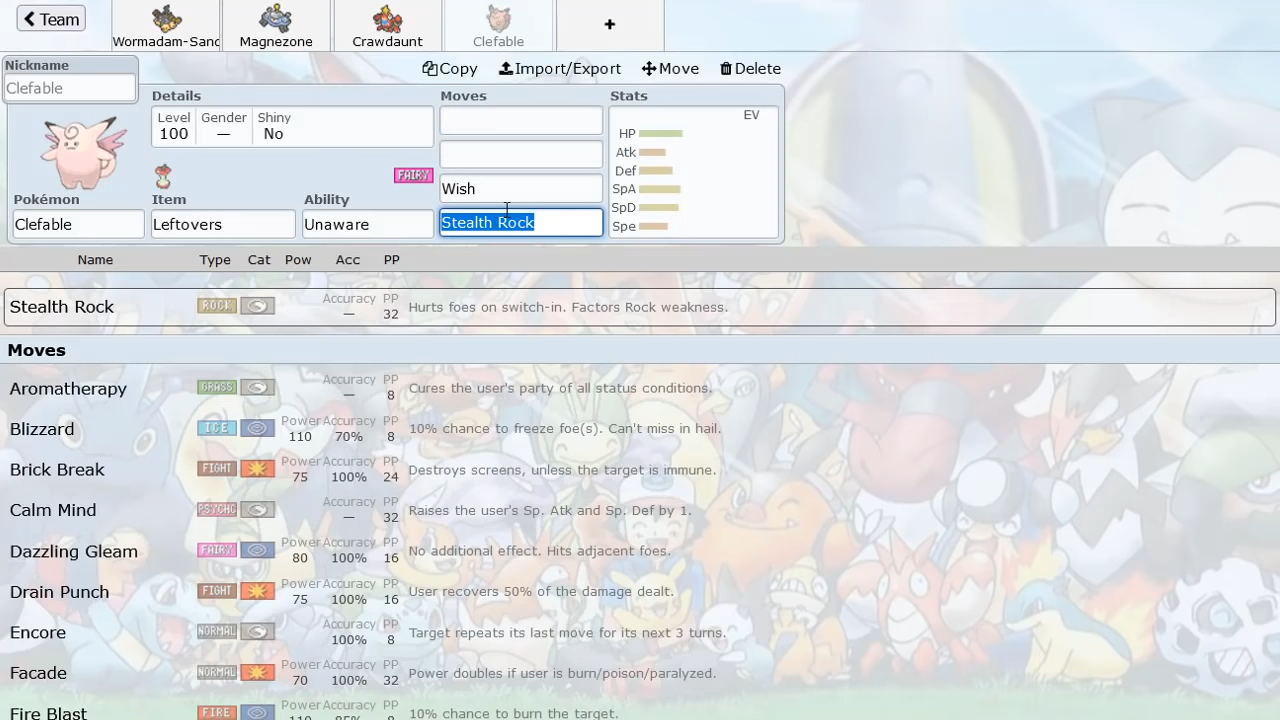 Team
Wormadam-Sand
Magnezone
Crawdaunt
Clefable
+
Nickname
Clefable
Copy
Import/Export
Move
Delete
Details
Level
100
Gender
—
Shiny
No
FAIRY
Pokémon
Clefable
Item
Leftovers
Ability
Unaware
Moves
Wish
Stealth Rock
Stats
EV
HP
Atk
Def
SpA
SpD
Spe
Name Type Cat Pow Acc PP
Stealth Rock ROCK Accuracy — PP 32 Hurts foes on switch-in. Factors Rock weakness.
Moves
Aromatherapy GRASS Accuracy — PP 8 Cures the user's party of all status conditions.
Blizzard ICE Power 110 Accuracy 70% PP 8 10% chance to freeze foe(s). Can't miss in hail.
Brick Break FIGHT Power 75 Accuracy 100% PP 24 Destroys screens, unless the target is immune.
Calm Mind PSYCHC Accuracy — PP 32 Raises the user's Sp. Atk and Sp. Def by 1.
Dazzling Gleam FAIRY Power 80 Accuracy 100% PP 16 No additional effect. Hits adjacent foes.
Drain Punch FIGHT Power 75 Accuracy 100% PP 16 User recovers 50% of the damage dealt.
Encore NORMAL Accuracy 100% PP 8 Target repeats its last move for its next 3 turns.
Facade NORMAL Power 70 Accuracy 100% PP 32 Power doubles if user is burn/poison/paralyzed.
Fire Blast FIRE Power 110 Accuracy 85% PP 8 10% chance to burn the target.